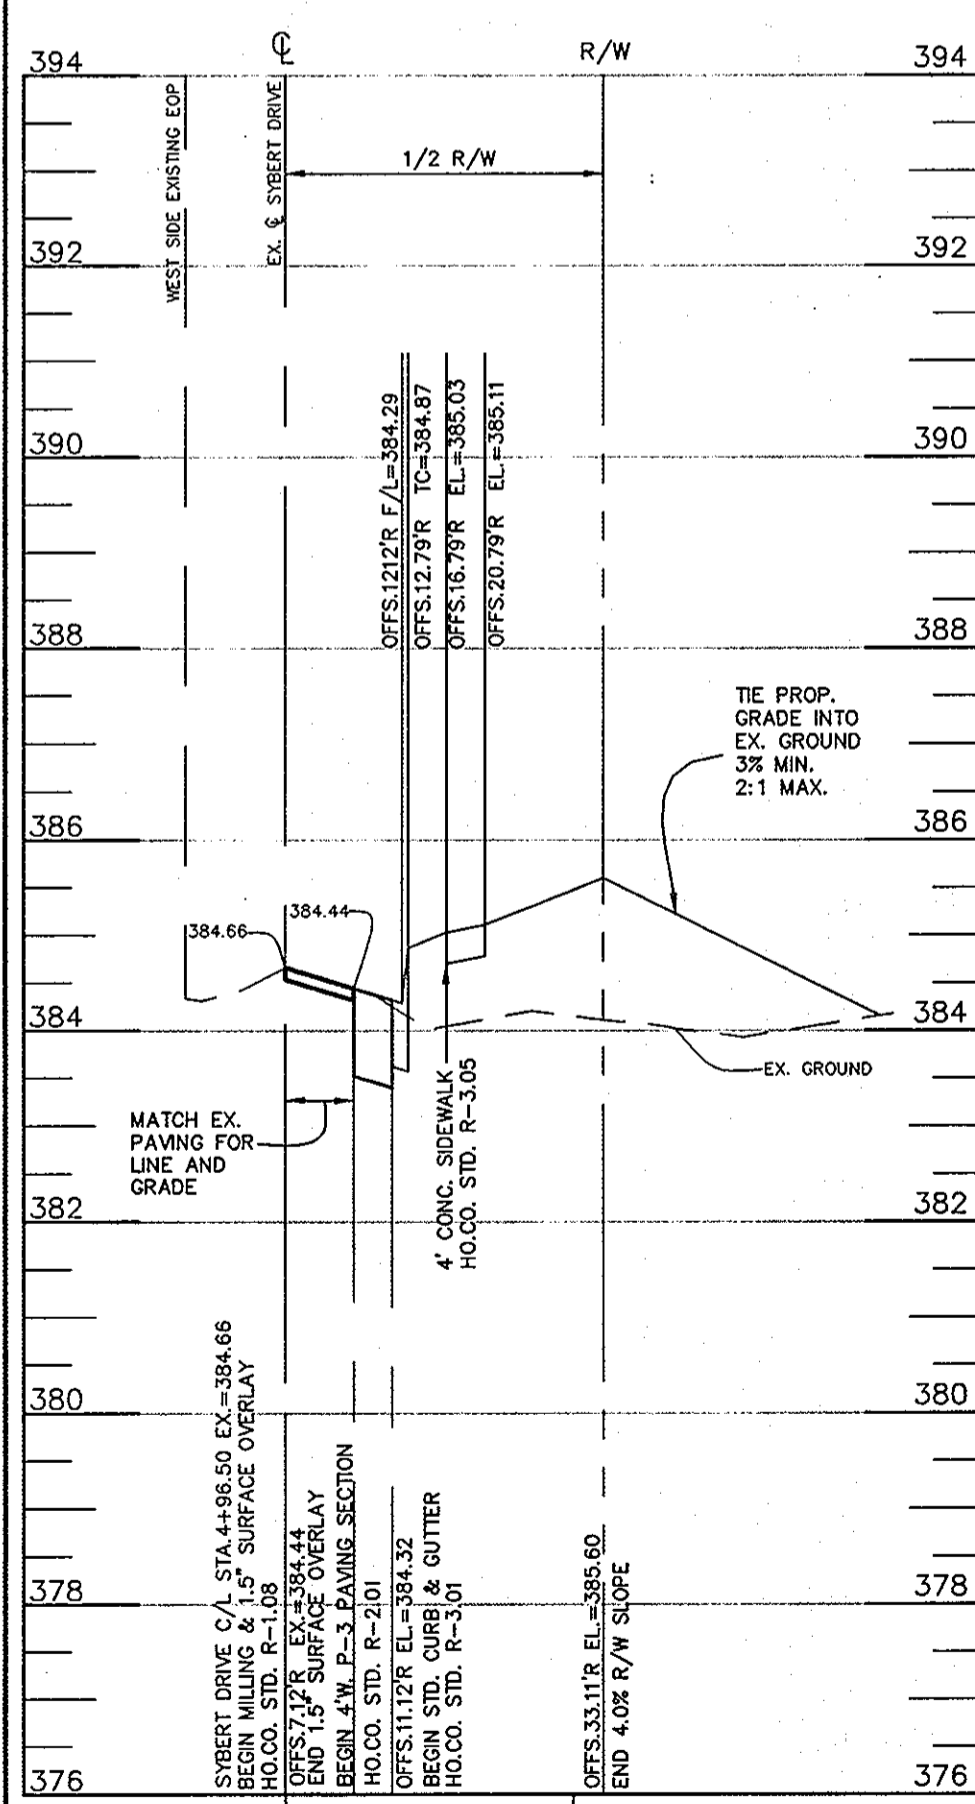 ℄
R/W
394
394
WEST SIDE EXISTING EOP
EX. ℄ SYBERT DRIVE
1/2 R/W
392
392
390
390
OFFS.1212'R F/L=384.29
OFFS.12.79'R TC=384.87
OFFS.16.79'R EL.=385.03
OFFS.20.79'R EL.=385.11
388
388
TIE PROP.
GRADE INTO
EX. GROUND
3% MIN.
2:1 MAX.
386
386
384.66
384.44
384
384
EX. GROUND
MATCH EX.
PAVING FOR
LINE AND
GRADE
4' CONC. SIDEWALK
HO.CO. STD. R-3.05
382
382
380
380
SYBERT DRIVE C/L STA.4+96.50 EX.=384.66
BEGIN MILLING & 1.5" SURFACE OVERLAY
HO.CO. STD. R-1.08
OFFS.7.12'R EX.=384.44
END 1.5" SURFACE OVERLAY
BEGIN 4'W. P-3 PAVING SECTION
HO.CO. STD. R-2.01
OFFS.11.12'R EL.=384.32
BEGIN STD. CURB & GUTTER
HO.CO. STD. R-3.01
OFFS.33.11'R EL.=385.60
END 4.0% R/W SLOPE
378
378
376
376